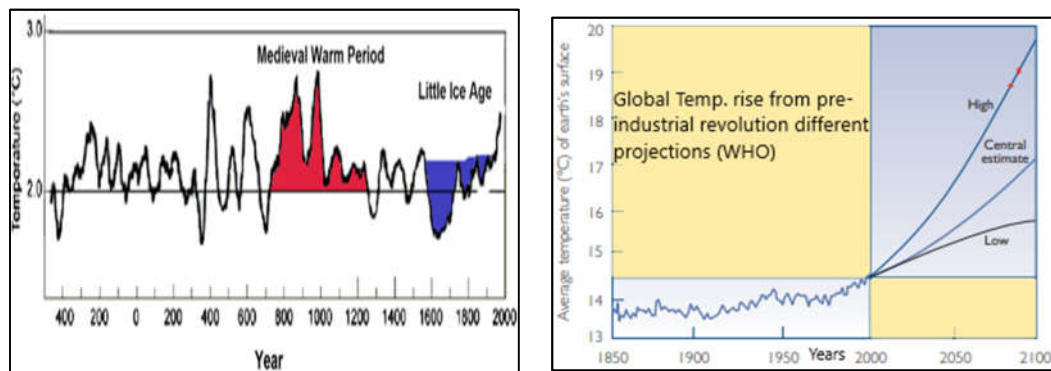 3.0
Medieval Warm Period
Little Ice Age
Temperature (°C)
2.0
400 200 0 200 400 600 800 1000 1200 1400 1600 1800 2000
Year
20
19
18
17
16
15
14
13
Average temperature (°C) of earth's surface
Global Temp. rise from pre-
industrial revolution different
projections (WHO)
High
Central
estimate
Low
1850 1900 1950 2000 2050 2100
Years